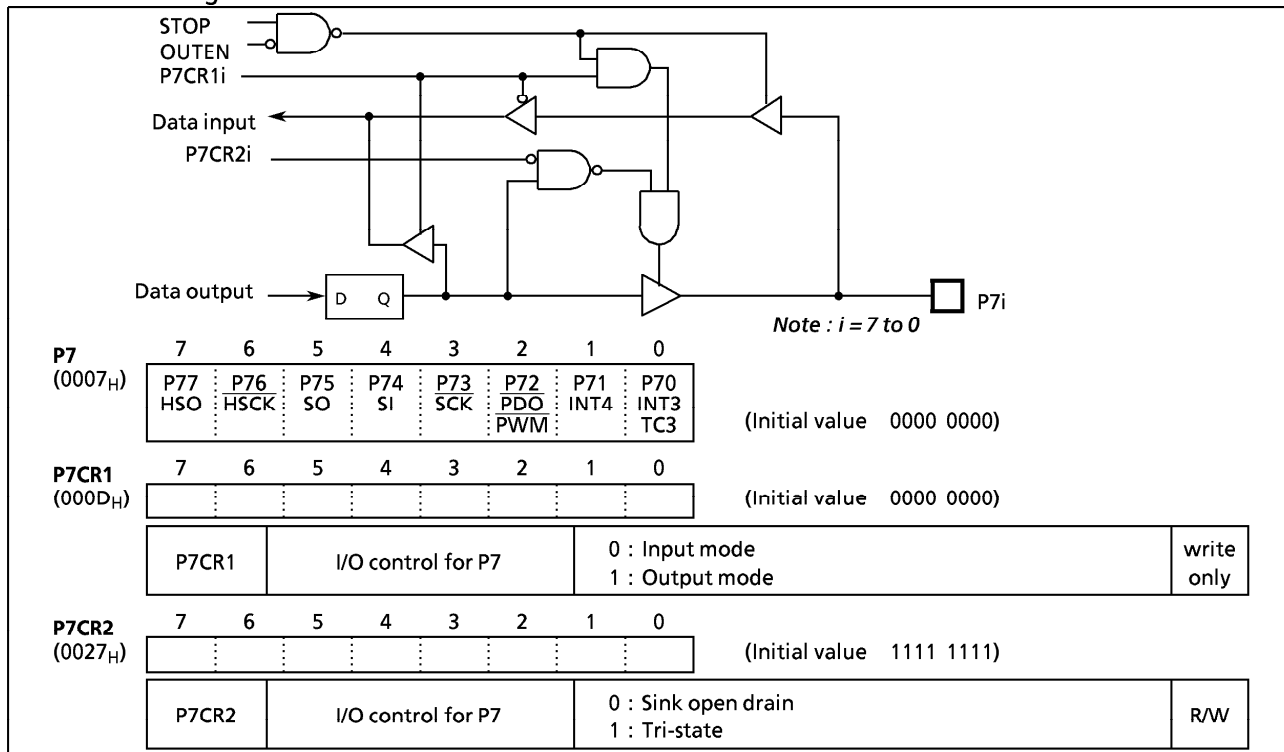 STOP
OUTEN
P7CR1i
Data input
P7CR2i
Data output
D Q
P7i
Note : i = 7 to 0
P7
(0007H)
7 6 5 4 3 2 1 0
P77 P76 P75 P74 P73 P72 P71 P70
HSO HSCK SO SI SCK PDO INT4 INT3
PWM TC3
(Initial value 0000 0000)
P7CR1
(000DH)
7 6 5 4 3 2 1 0
(Initial value 0000 0000)
P7CR1 I/O control for P7 0 : Input mode write
1 : Output mode only
P7CR2
(0027H)
7 6 5 4 3 2 1 0
(Initial value 1111 1111)
P7CR2 I/O control for P7 0 : Sink open drain R/W
1 : Tri-state